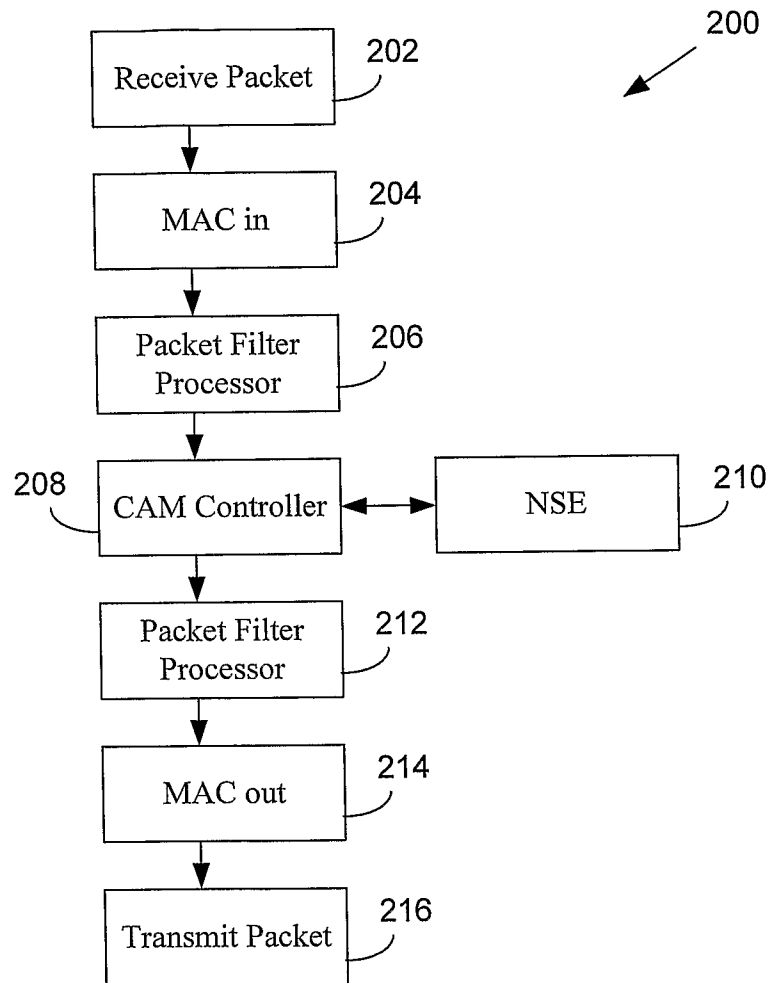 200
Receive Packet
202
MAC in
204
Packet Filter
Processor
206
208
CAM Controller
NSE
210
Packet Filter
Processor
212
MAC out
214
Transmit Packet
216